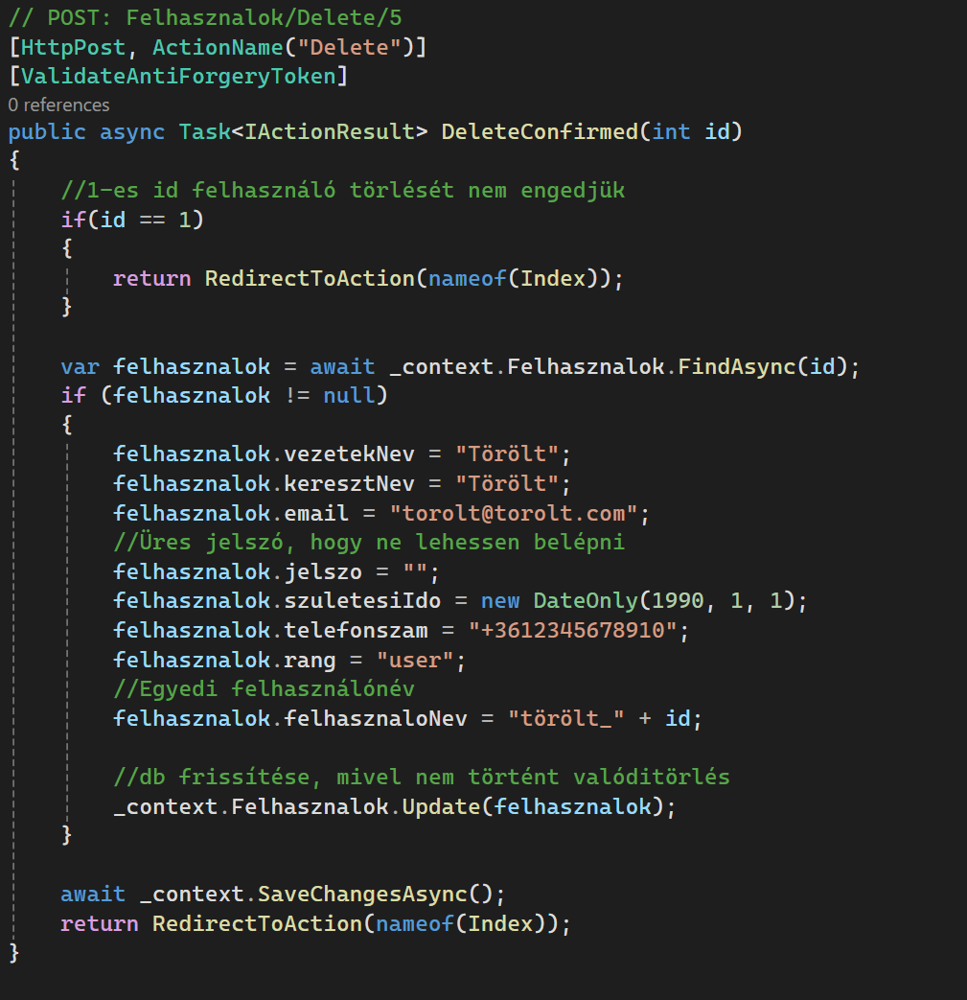 // POST: Felhasznalok/Delete/5
[HttpPost, ActionName("Delete")]
[ValidateAntiForgeryToken]
0 references
public async Task<IActionResult> DeleteConfirmed(int id)
{
    //1-es id felhasználó törlését nem engedjük
    if(id == 1)
    {
        return RedirectToAction(nameof(Index));
    }

    var felhasznalok = await _context.Felhasznalok.FindAsync(id);
    if (felhasznalok != null)
    {
        felhasznalok.vezetekNev = "Törölt";
        felhasznalok.keresztNev = "Törölt";
        felhasznalok.email = "torolt@torolt.com";
        //Üres jelszó, hogy ne lehessen belépni
        felhasznalok.jelszo = "";
        felhasznalok.szuletesiIdo = new DateOnly(1990, 1, 1);
        felhasznalok.telefonszam = "+3612345678910";
        felhasznalok.rang = "user";
        //Egyedi felhasználónév
        felhasznalok.felhasznaloNev = "törölt_" + id;

        //db frissítése, mivel nem történt valóditörlés
        _context.Felhasznalok.Update(felhasznalok);
    }

    await _context.SaveChangesAsync();
    return RedirectToAction(nameof(Index));
}